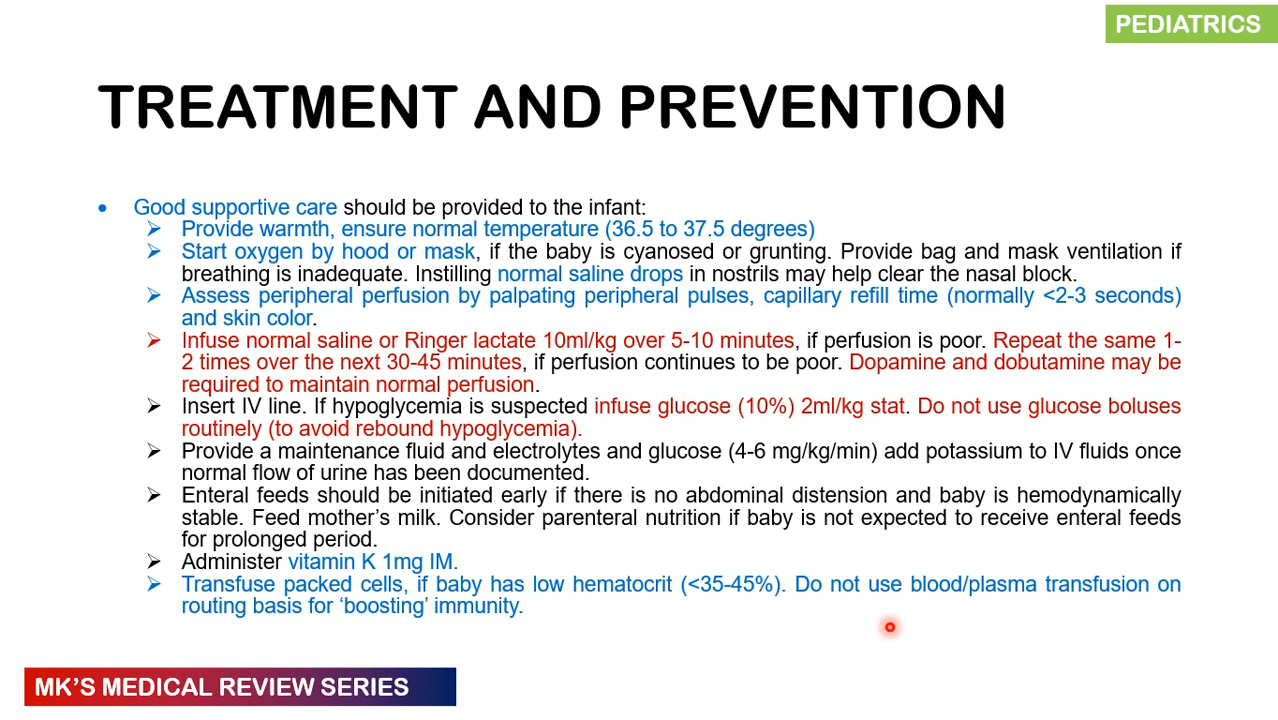 PEDIATRICS
TREATMENT AND PREVENTION
• Good supportive care should be provided to the infant:
➢ Provide warmth, ensure normal temperature (36.5 to 37.5 degrees)
➢ Start oxygen by hood or mask, if the baby is cyanosed or grunting. Provide bag and mask ventilation if
breathing is inadequate. Instilling normal saline drops in nostrils may help clear the nasal block.
➢ Assess peripheral perfusion by palpating peripheral pulses, capillary refill time (normally <2-3 seconds)
and skin color.
➢ Infuse normal saline or Ringer lactate 10ml/kg over 5-10 minutes, if perfusion is poor. Repeat the same 1-
2 times over the next 30-45 minutes, if perfusion continues to be poor. Dopamine and dobutamine may be
required to maintain normal perfusion.
➢ Insert IV line. If hypoglycemia is suspected infuse glucose (10%) 2ml/kg stat. Do not use glucose boluses
routinely (to avoid rebound hypoglycemia).
➢ Provide a maintenance fluid and electrolytes and glucose (4-6 mg/kg/min) add potassium to IV fluids once
normal flow of urine has been documented.
➢ Enteral feeds should be initiated early if there is no abdominal distension and baby is hemodynamically
stable. Feed mother's milk. Consider parenteral nutrition if baby is not expected to receive enteral feeds
for prolonged period.
➢ Administer vitamin K 1mg IM.
➢ Transfuse packed cells, if baby has low hematocrit (<35-45%). Do not use blood/plasma transfusion on
routing basis for 'boosting' immunity.
MK'S MEDICAL REVIEW SERIES